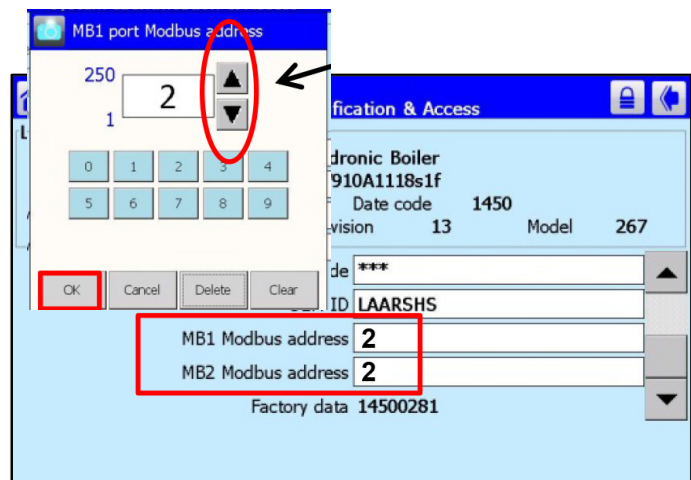 MB1 port Modbus address
250
2
1
0 1 2 3 4
5 6 7 8 9
OK Cancel Delete Clear
fication & Access
dronic Boiler
910A1118s1f
Date code 1450
vision 13 Model 267
de ***
ID LAARSHS
MB1 Modbus address 2
MB2 Modbus address 2
Factory data 14500281